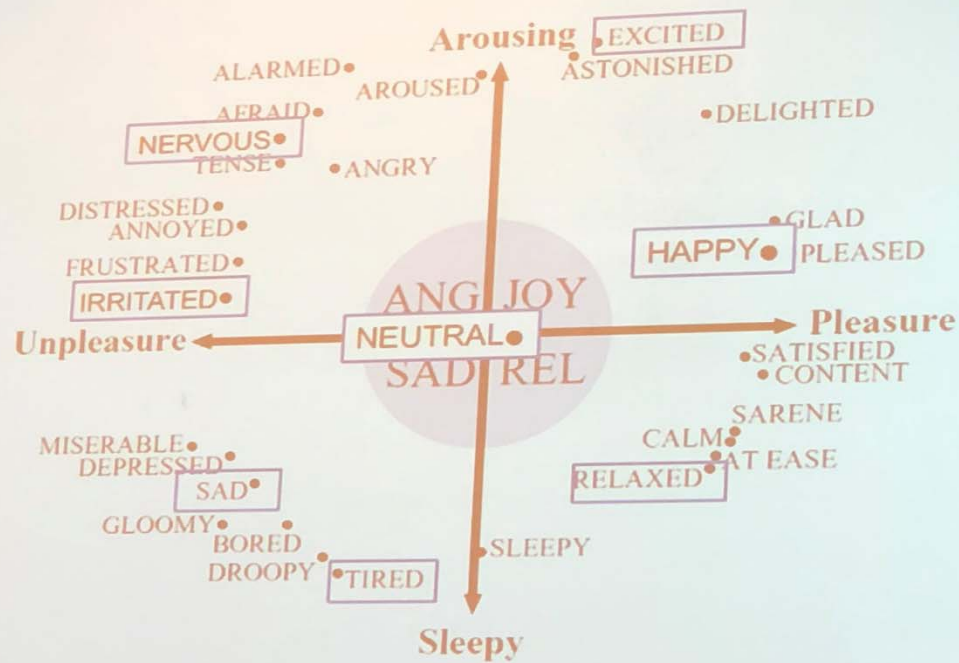 Arousing
EXCITED
ASTONISHED
ALARMED
AROUSED
AFRAID
DELIGHTED
NERVOUS
TENSE
ANGRY
DISTRESSED
ANNOYED
GLAD
FRUSTRATED
HAPPY
PLEASED
IRRITATED
ANG JOY
Unpleasure
NEUTRAL
Pleasure
SAD REL
SATISFIED
CONTENT
SARENE
MISERABLE
CALM
DEPRESSED
AT EASE
SAD
RELAXED
GLOOMY
BORED
SLEEPY
DROOPY
TIRED
Sleepy